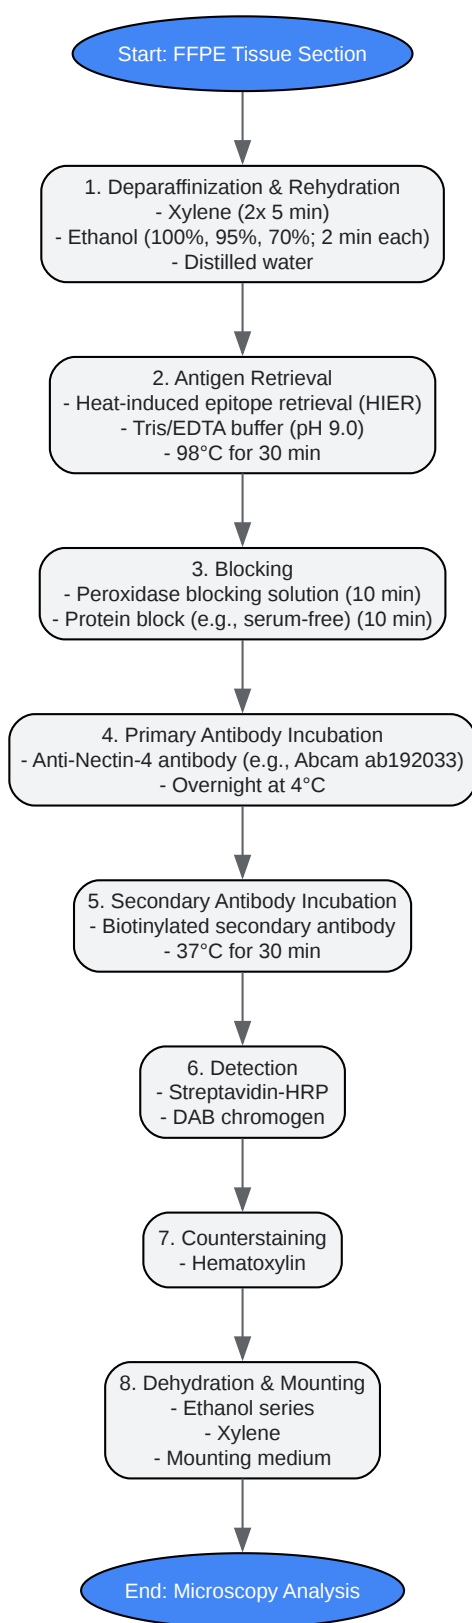 Start: FFPE Tissue Section
1. Deparaffinization & Rehydration
- Xylene (2x 5 min)
- Ethanol (100%, 95%, 70%; 2 min each)
- Distilled water
2. Antigen Retrieval
- Heat-induced epitope retrieval (HIER)
- Tris/EDTA buffer (pH 9.0)
- 98°C for 30 min
3. Blocking
- Peroxidase blocking solution (10 min)
- Protein block (e.g., serum-free) (10 min)
4. Primary Antibody Incubation
- Anti-Nectin-4 antibody (e.g., Abcam ab192033)
- Overnight at 4°C
5. Secondary Antibody Incubation
- Biotinylated secondary antibody
- 37°C for 30 min
6. Detection
- Streptavidin-HRP
- DAB chromogen
7. Counterstaining
- Hematoxylin
8. Dehydration & Mounting
- Ethanol series
- Xylene
- Mounting medium
End: Microscopy Analysis